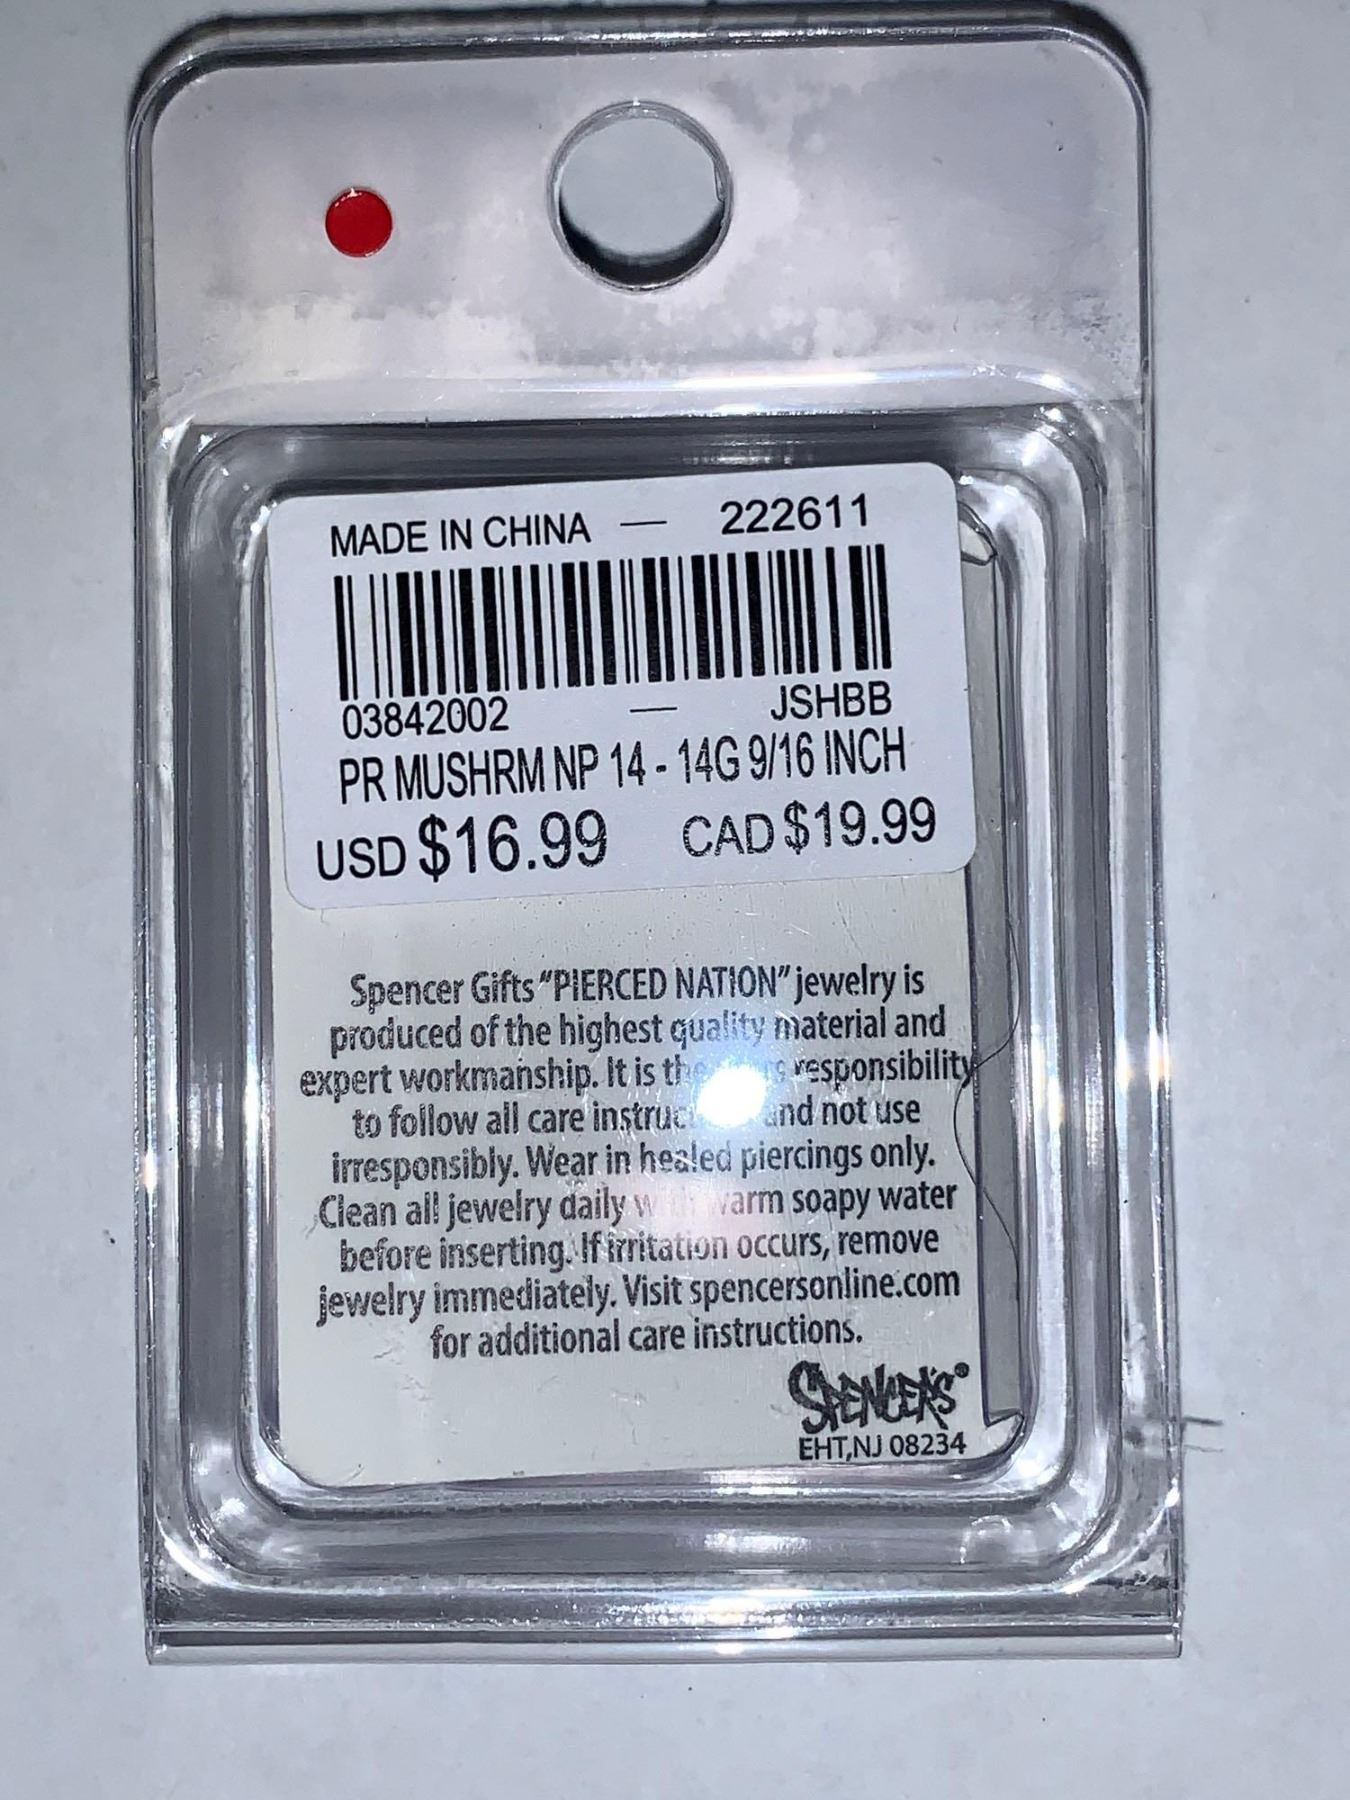 MADE IN CHINA — 222611
03842002 — JSHBB
PR MUSHRM NP 14 - 14G 9/16 INCH
USD $16.99 CAD $19.99
Spencer Gifts “PIERCED NATION” jewelry is
produced of the highest quality material and
expert workmanship. It is responsibility
to follow all care and not use
irresponsibly. Wear in healed piercings only.
Clean all jewelry daily with warm soapy water
before inserting. If irritation occurs, remove
jewelry immediately. Visit spencersonline.com
for additional care instructions.
SPENCER'S®
EHT,NJ 08234